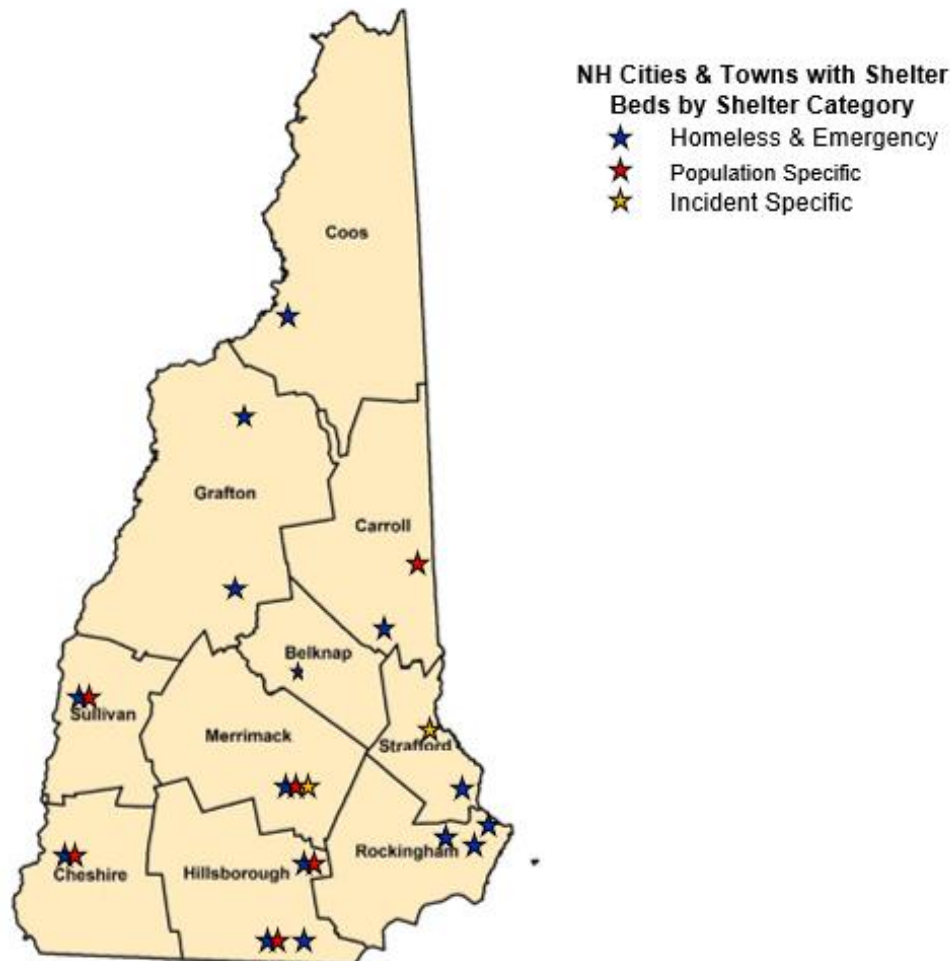 NH Cities & Towns with Shelter
Beds by Shelter Category
Homeless & Emergency
Population Specific
Incident Specific
Coos
Grafton
Carroll
Belknap
Sullivan
Merrimack
Strafford
Rockingham
Cheshire
Hillsborough